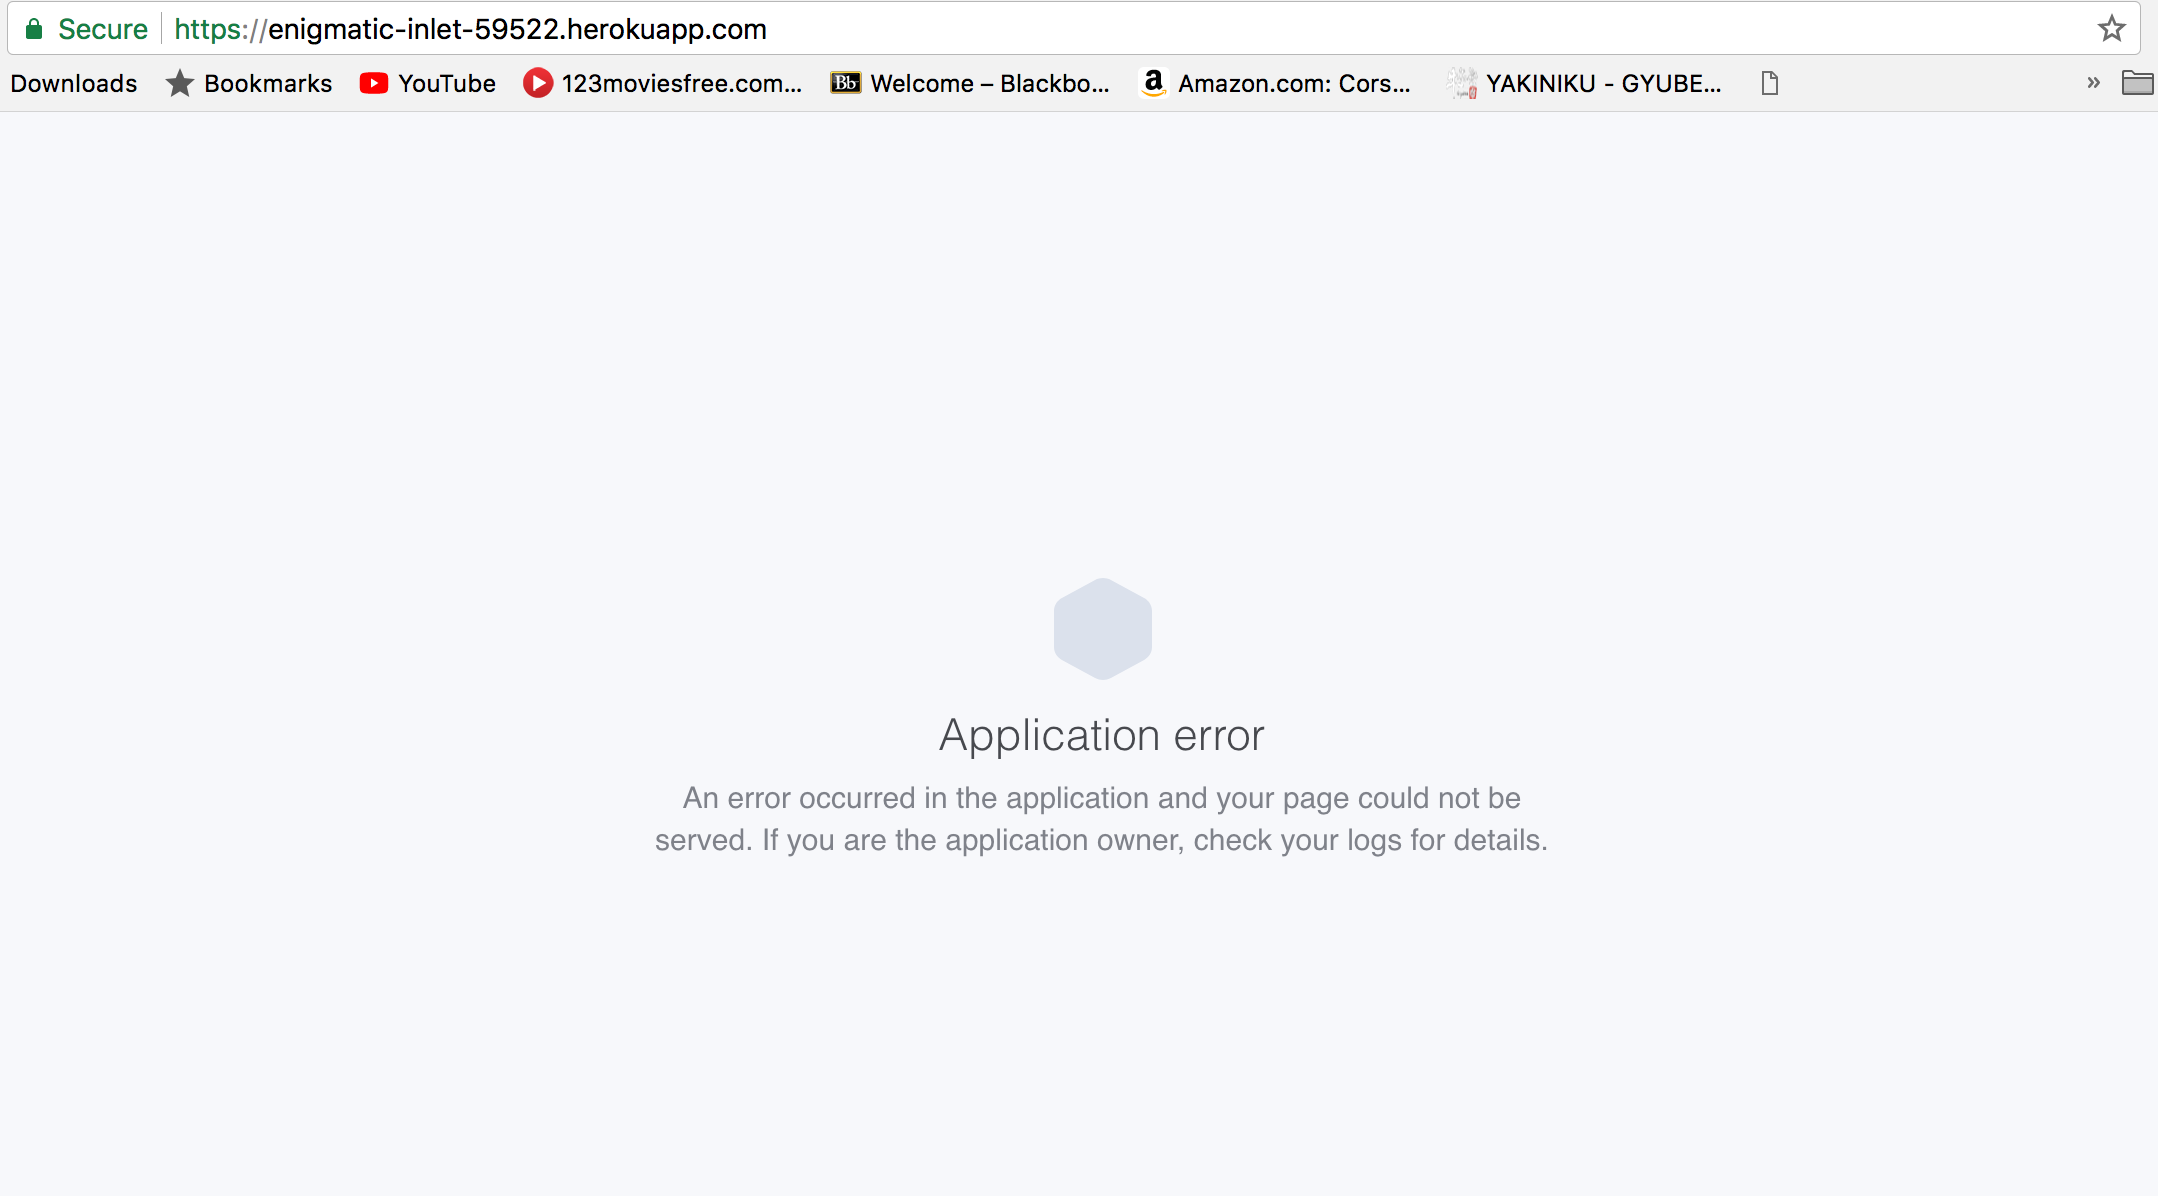 Secure https://enigmatic-inlet-59522.herokuapp.com
Downloads Bookmarks YouTube 123moviesfree.com... Bb Welcome – Blackbo... a Amazon.com: Cors... YAKINIKU - GYUBE... »
Application error
An error occurred in the application and your page could not be
served. If you are the application owner, check your logs for details.